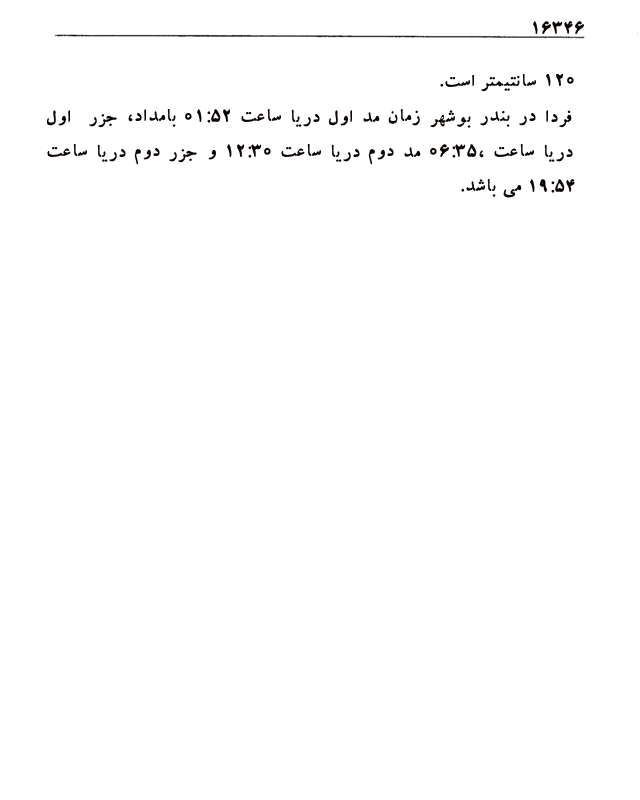 ۱۶۳۴۶
۱۲۰ سانتیمتر است.
فردا در بندر بوشهر زمان مد اول دریا ساعت ۰۱:۵۲ بامداد، جزر اول
دریا ساعت ،۰۶:۳۵ مد دوم دریا ساعت ۱۲:۳۰ و جزر دوم دریا ساعت
۱۹:۵۴ می باشد.